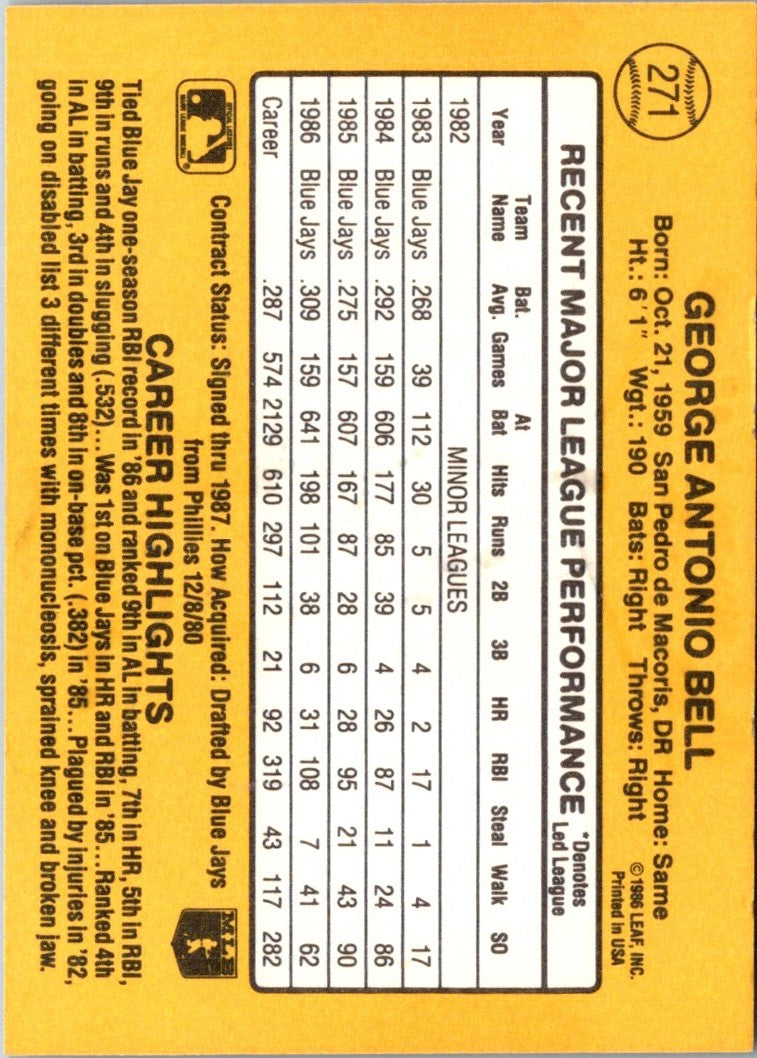 271
GEORGE ANTONIO BELL
Born: Oct. 21, 1959 San Pedro de Macoris, DR Home: Same
Ht.: 6'1" Wgt.: 190 Bats: Right Throws: Right
©1986 LEAF, INC.
Printed in USA
RECENT MAJOR LEAGUE PERFORMANCE *Denotes Led League
Year Team Name Bat. Avg. Games At Bat Hits Runs 2B 3B HR RBI Steal Walk SO
1982 MINOR LEAGUES
1983 Blue Jays .268 39 112 30 5 5 4 2 17 1 4 17
1984 Blue Jays .292 159 606 177 85 39 4 26 87 11 24 86
1985 Blue Jays .275 157 607 167 87 28 6 28 95 21 43 90
1986 Blue Jays .309 159 641 198 101 38 6 31 108 7 41 62
Career .287 574 2129 610 297 112 21 92 319 43 117 282
Contract Status: Signed thru 1987. How Acquired: Drafted by Blue Jays
from Phillies 12/8/80
OFFICIAL LICENSEE
MAJOR LEAGUE BASEBALL
®
MLB
CAREER HIGHLIGHTS
Tied Blue Jay one-season RBI record in '86 and ranked 9th in AL in batting, 7th in HR, 5th in RBI,
9th in runs and 4th in slugging (.532)... Was 1st on Blue Jays in HR and RBI in '85... Ranked 4th
in AL in batting, 3rd in doubles and 8th in on-base pct. (.382) in '85... Plagued by injuries in '82,
going on disabled list 3 different times with mononucleosis, sprained knee and broken jaw.